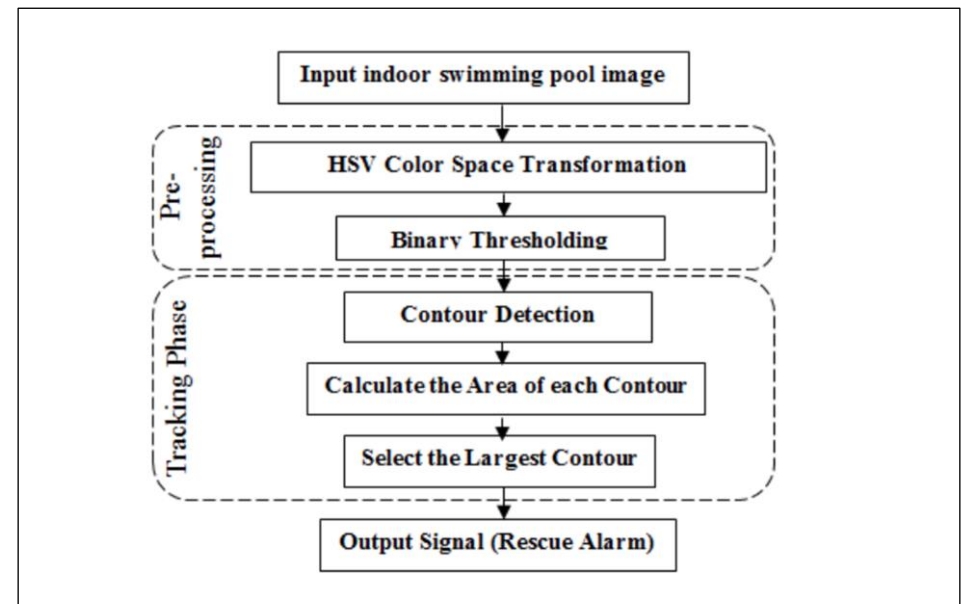 Input indoor swimming pool image
Pre-
processing
HSV Color Space Transformation
Binary Thresholding
Tracking Phase
Contour Detection
Calculate the Area of each Contour
Select the Largest Contour
Output Signal (Rescue Alarm)